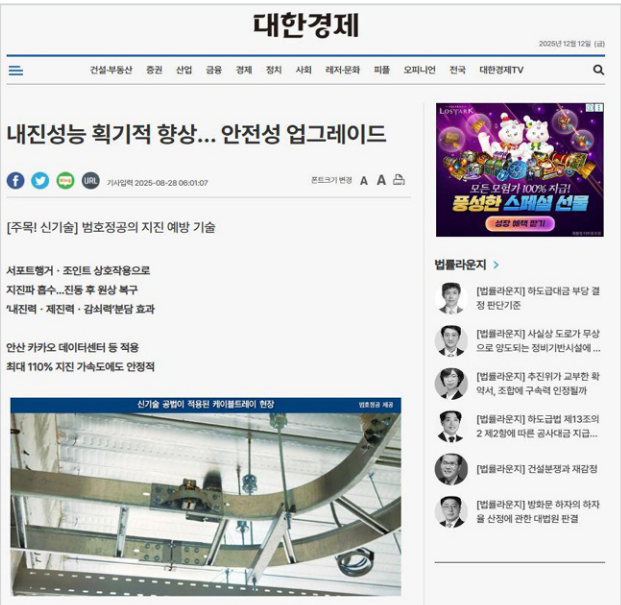 대한경제
2025년 12월 12일 (금)
건설·부동산 증권 산업 금융 경제 정치 사회 레저·문화 피플 오피니언 전국 대한경제TV
내진성능 획기적 향상... 안전성 업그레이드
URL 기사입력 2025-08-28 06:01:07
폰트크기 변경 A A
[주목! 신기술] 범호정공의 지진 예방 기술
서포트행거·조인트 상호작용으로
지진파 흡수...진동 후 원상 복구
‘내진력·제진력·감쇠력’분담 효과
안산 카카오 데이터센터 등 적용
최대 110% 지진 가속도에도 안정적
신기술 공법이 적용된 케이블트레이 현장
범호정공 제공
LOSTARK
모든 모험가 100% 지급!
풍성한 스페셜 선물
성장 혜택 받기
법률라운지
[법률라운지] 하도급대금 부당 결
정 판단기준
[법률라운지] 사실상 도로가 무상
으로 양도되는 정비기반시설에 ...
[법률라운지] 추진위가 교부한 확
약서, 조합에 구속력 인정될까
[법률라운지] 하도급법 제13조의
2 제2항에 따른 공사대금 지급...
[법률라운지] 건설분쟁과 재감정
[법률라운지] 방화문 하자의 하자
율 산정에 관한 대법원 판결